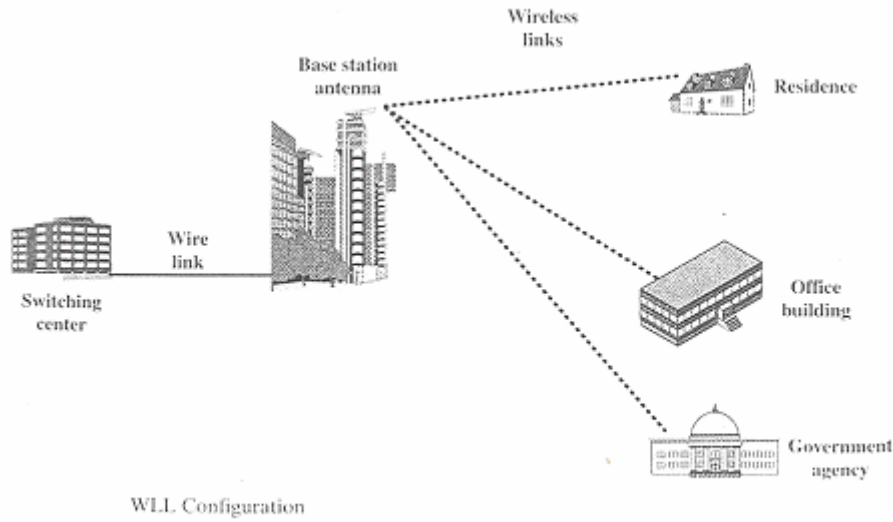 Wireless
links
Base station
antenna
Residence
Wire
link
Switching
center
Office
building
Government
agency
WLL Configuration